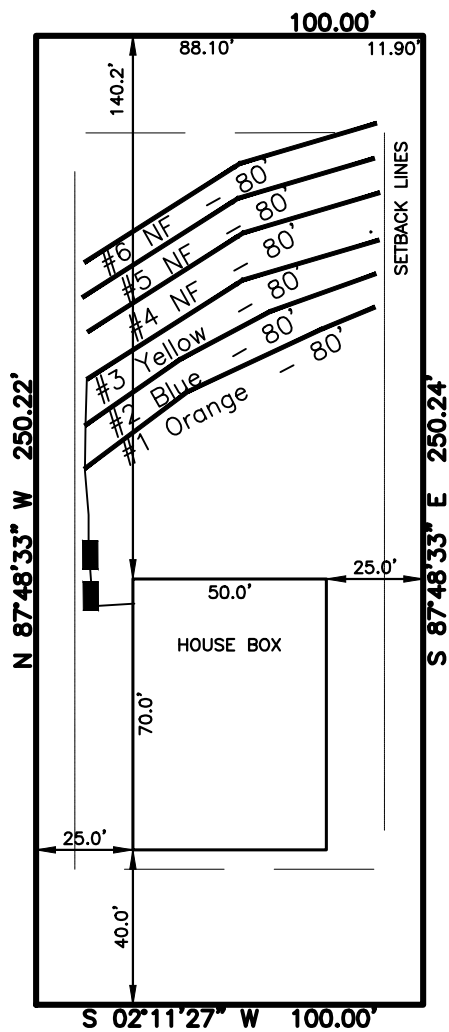 100.00'
88.10' 11.90'
140.2'
SETBACK LINES
#6 NF - 80'
#5 NF - 80'
#4 NF - 80'
#3 Yellow - 80'
#2 Blue - 80'
#1 Orange - 80'
N 87°48'33" W 250.22'
S 87°48'33" E 250.24'
25.0'
50.0'
HOUSE BOX
70.0'
25.0'
40.0'
S 02°11'27" W 100.00'